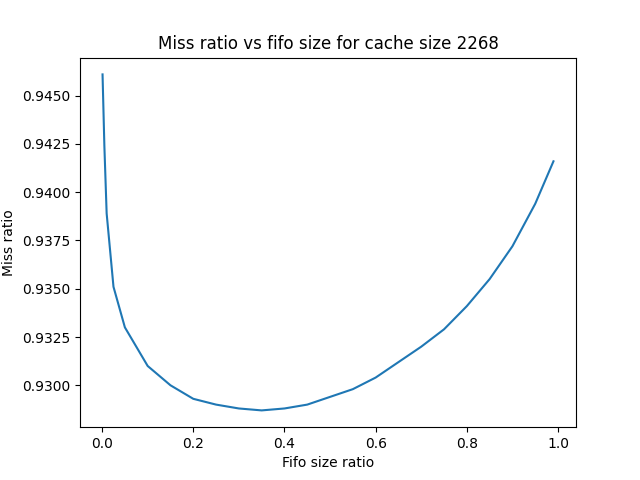 Miss ratio vs fifo size for cache size 2268
0.9450
0.9425
0.9400
0.9375
0.9350
0.9325
0.9300
Miss ratio
0.0 0.2 0.4 0.6 0.8 1.0
Fifo size ratio